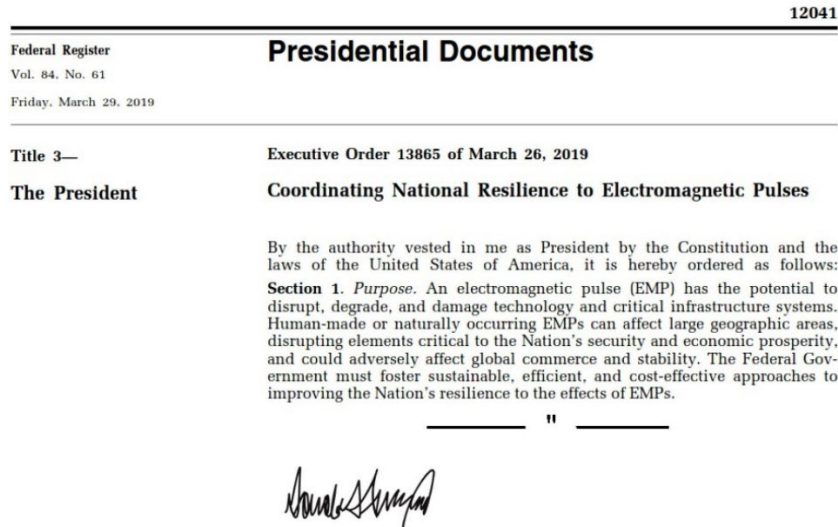 12041
Federal Register
Vol. 84, No. 61
Friday, March 29, 2019
Presidential Documents
Title 3—
The President
Executive Order 13865 of March 26, 2019
Coordinating National Resilience to Electromagnetic Pulses
By the authority vested in me as President by the Constitution and the
laws of the United States of America, it is hereby ordered as follows:
Section 1. Purpose. An electromagnetic pulse (EMP) has the potential to
disrupt, degrade, and damage technology and critical infrastructure systems.
Human-made or naturally occurring EMPs can affect large geographic areas,
disrupting elements critical to the Nation's security and economic prosperity,
and could adversely affect global commerce and stability. The Federal Gov-
ernment must foster sustainable, efficient, and cost-effective approaches to
improving the Nation's resilience to the effects of EMPs.
"